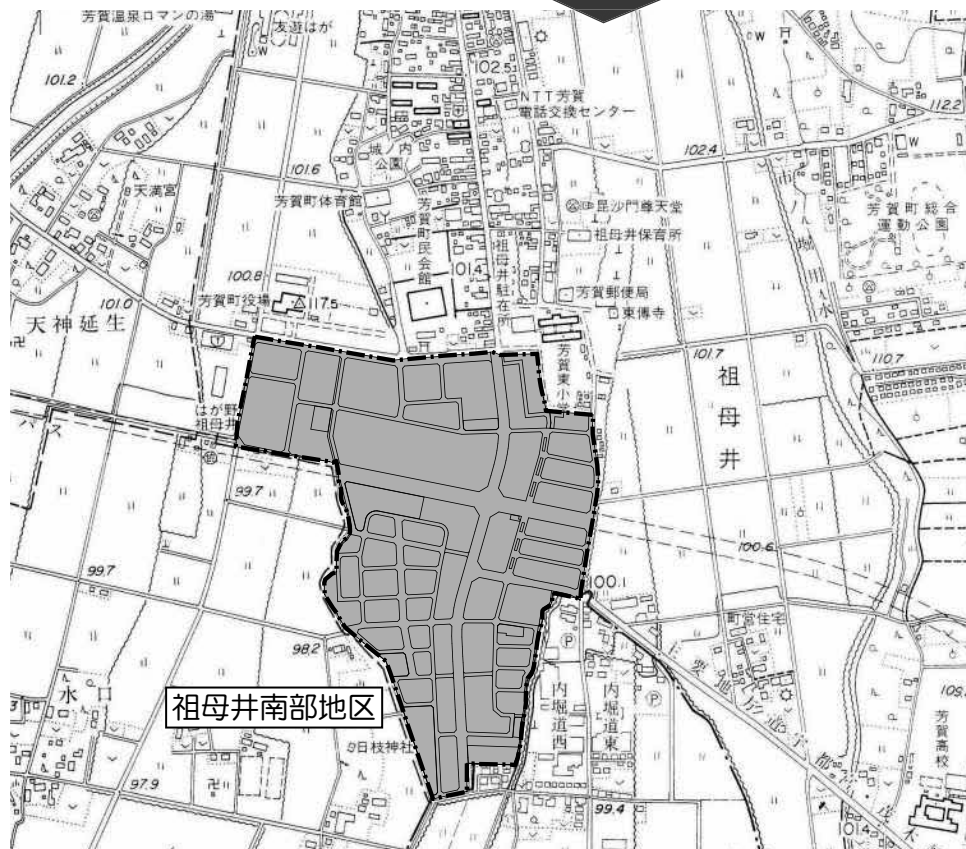 芳賀温泉ロマンの湯
友遊はが
W
W
101.2
102.5
NTT芳賀
電話交換センター
112.2
W
城ノ内
公園
102.4
101.6
天満宮
芳賀町体育館
芳賀町民会館
毘沙門尊天堂
祖母井保育所
芳賀町総合
運動公園
祖母井駐在所
101.4
100.8
芳賀町役場
117.5
芳賀郵便局
東傳寺
101.0
天神延生
芳賀東小学
101.7
110.7
祖母井
はが野
祖母井
バス
99.7
100.6
99.7
100.1
町営住宅
P
98.2
水口
祖母井南部地区
内堀道西
内堀道東
P
日枝神社
芳賀高校
97.9
99.4
101.4